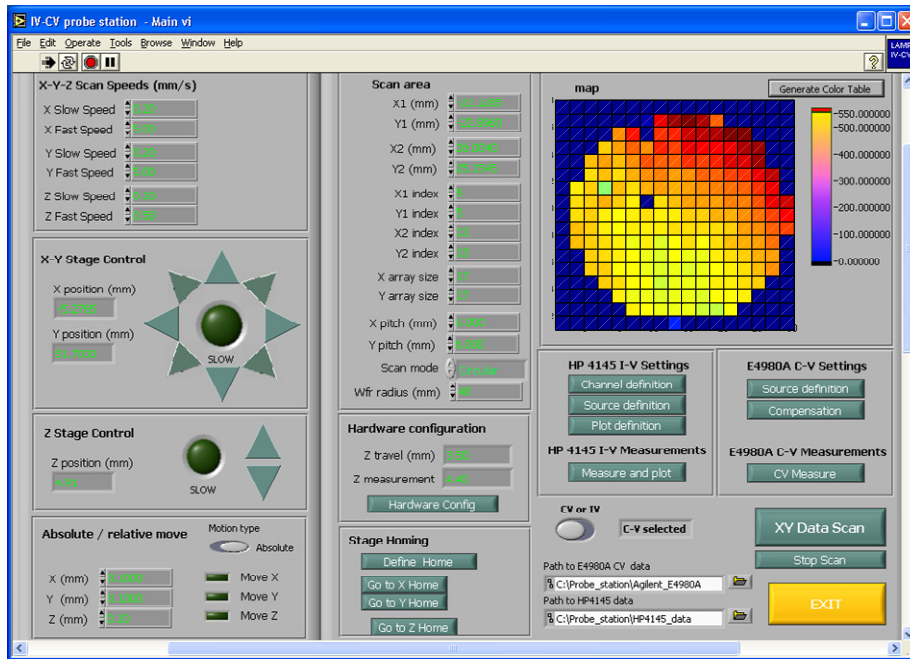 IV-CV probe station - Main vi
File Edit Operate Tools Browse Window Help
LAMP
IV-CV
X-Y-Z Scan Speeds (mm/s)
X Slow Speed
X Fast Speed
Y Slow Speed
Y Fast Speed
Z Slow Speed
Z Fast Speed
X-Y Stage Control
X position (mm)
Y position (mm)
SLOW
Z Stage Control
Z position (mm)
SLOW
Absolute / relative move
Motion type
Absolute
X (mm)
Move X
Y (mm)
Move Y
Z (mm)
Move Z
Scan area
X1 (mm)
Y1 (mm)
X2 (mm)
Y2 (mm)
X1 index
Y1 index
X2 index
Y2 index
X array size
Y array size
X pitch (mm)
Y pitch (mm)
Scan mode Circular
Wfr radius (mm)
Hardware configuration
Z travel (mm)
Z measurement
Hardware Config
Stage Homing
Define Home
Go to X Home
Go to Y Home
Go to Z Home
map
Generate Color Table
-550.000000
-500.000000
-400.000000
-300.000000
-200.000000
-100.000000
-0.000000
HP 4145 I-V Settings
Channel definition
Source definition
Plot definition
HP 4145 I-V Measurements
Measure and plot
E4980A C-V Settings
Source definition
Compensation
E4980A C-V Measurements
CV Measure
CV or IV
C-V selected
XY Data Scan
Stop Scan
Path to E4980A CV data
C:\Probe_station\Agilent_E4980A
Path to HP4145 data
C:\Probe_station\HP4145_data
EXIT